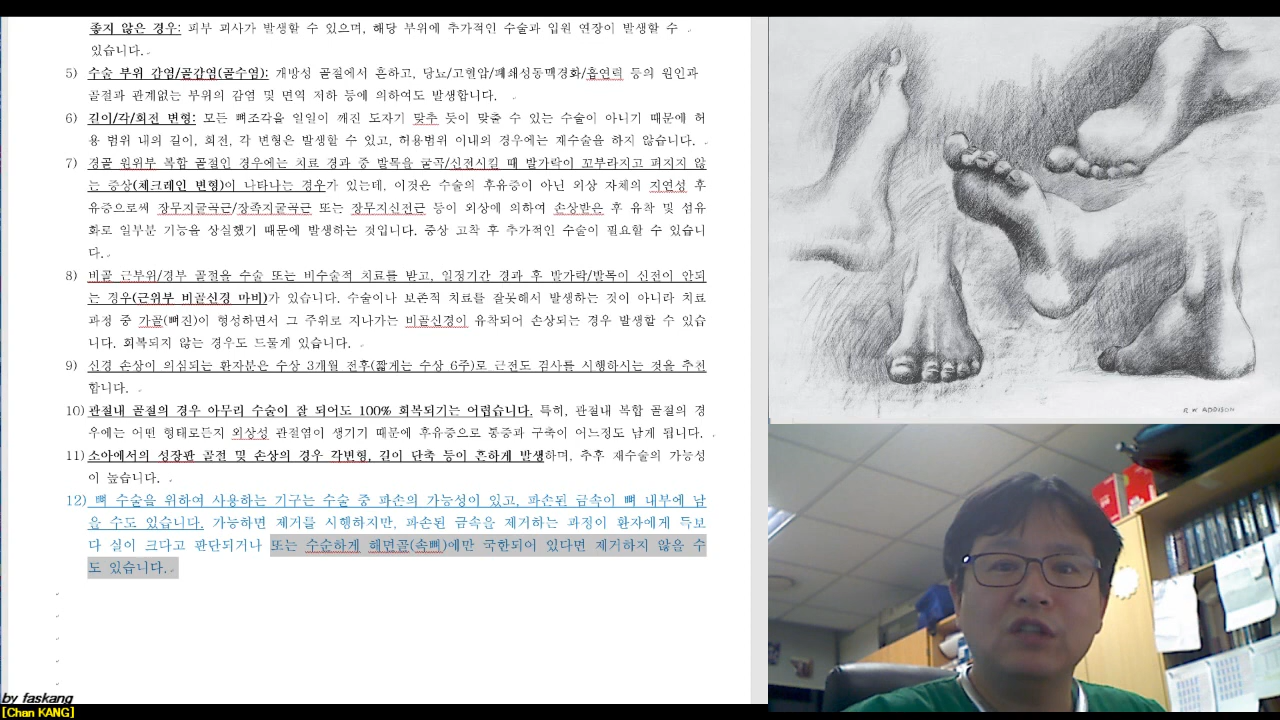 좋지 않은 경우: 피부 괴사가 발생할 수 있으며, 해당 부위에 추가적인 수술과 입원 연장이 발생할 수
있습니다.
5) 수술 부위 감염/골감염(골수염): 개방성 골절에서 흔하고, 당뇨/고혈압/폐쇄성동맥경화/흡연력 등의 원인과
골절과 관계없는 부위의 감염 및 면역 저하 등에 의하여도 발생합니다.
6) 길이/각/회전 변형: 모든 뼈조각을 일일이 깨진 도자기 맞추 듯이 맞출 수 있는 수술이 아니기 때문에 허
용 범위 내의 길이, 회전, 각 변형은 발생할 수 있고, 허용범위 이내의 경우에는 재수술을 하지 않습니다.
7) 경골 원위부 복합 골절인 경우에는 치료 경과 중 발목을 굴곡/신전시킬 때 발가락이 꼬부라지고 펴지지 않
는 증상(체크레인 변형)이 나타나는 경우가 있는데, 이것은 수술의 후유증이 아닌 외상 자체의 지연성 후
유증으로써 장무지굴곡근/장족지굴곡근 또는 장무지신전근 등이 외상에 의하여 손상받은 후 유착 및 섬유
화로 일부분 기능을 상실했기 때문에 발생하는 것입니다. 증상 고착 후 추가적인 수술이 필요할 수 있습니
다.
8) 비골 근부위/경부 골절을 수술 또는 비수술적 치료를 받고, 일정기간 경과 후 발가락/발목이 신전이 안되
는 경우(근위부 비골신경 마비)가 있습니다. 수술이나 보존적 치료를 잘못해서 발생하는 것이 아니라 치료
과정 중 가골(뼈진)이 형성하면서 그 주위로 지나가는 비골신경이 유착되어 손상되는 경우 발생할 수 있습
니다. 회복되지 않는 경우도 드물게 있습니다.
9) 신경 손상이 의심되는 환자분은 수상 3개월 전후(짧게는 수상 6주)로 근전도 검사를 시행하시는 것을 추천
합니다.
10) 관절내 골절의 경우 아무리 수술이 잘 되어도 100% 회복되기는 어렵습니다. 특히, 관절내 복합 골절의 경
우에는 어떤 형태로든지 외상성 관절염이 생기기 때문에 후유증으로 통증과 구축이 어느정도 남게 됩니다.
11) 소아에서의 성장판 골절 및 손상의 경우 각변형, 길이 단축 등이 흔하게 발생하며, 추후 재수술의 가능성
이 높습니다.
12) 뼈 수술을 위하여 사용하는 기구는 수술 중 파손의 가능성이 있고, 파손된 금속이 뼈 내부에 남
을 수도 있습니다. 가능하면 제거를 시행하지만, 파손된 금속을 제거하는 과정이 환자에게 득보
다 실이 크다고 판단되거나 또는 수순하게 해면골(속뼈)에만 국한되어 있다면 제거하지 않을 수
도 있습니다.
R W ADDISON
by faskang
[Chan KANG]